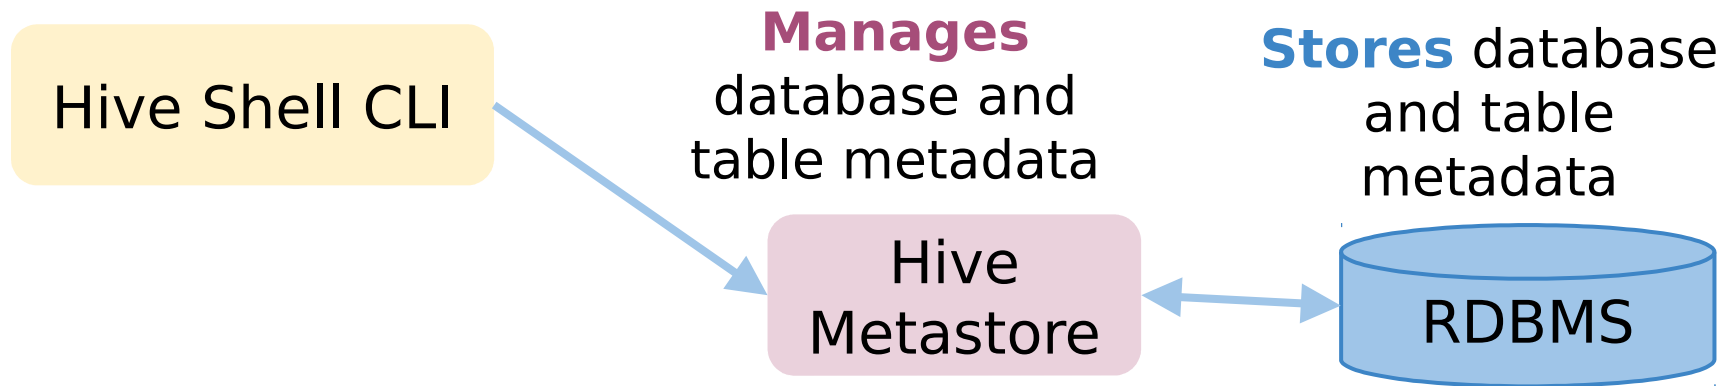 Hive Shell CLI
Manages
database and
table metadata
Stores database
and table
metadata
Hive
Metastore
RDBMS